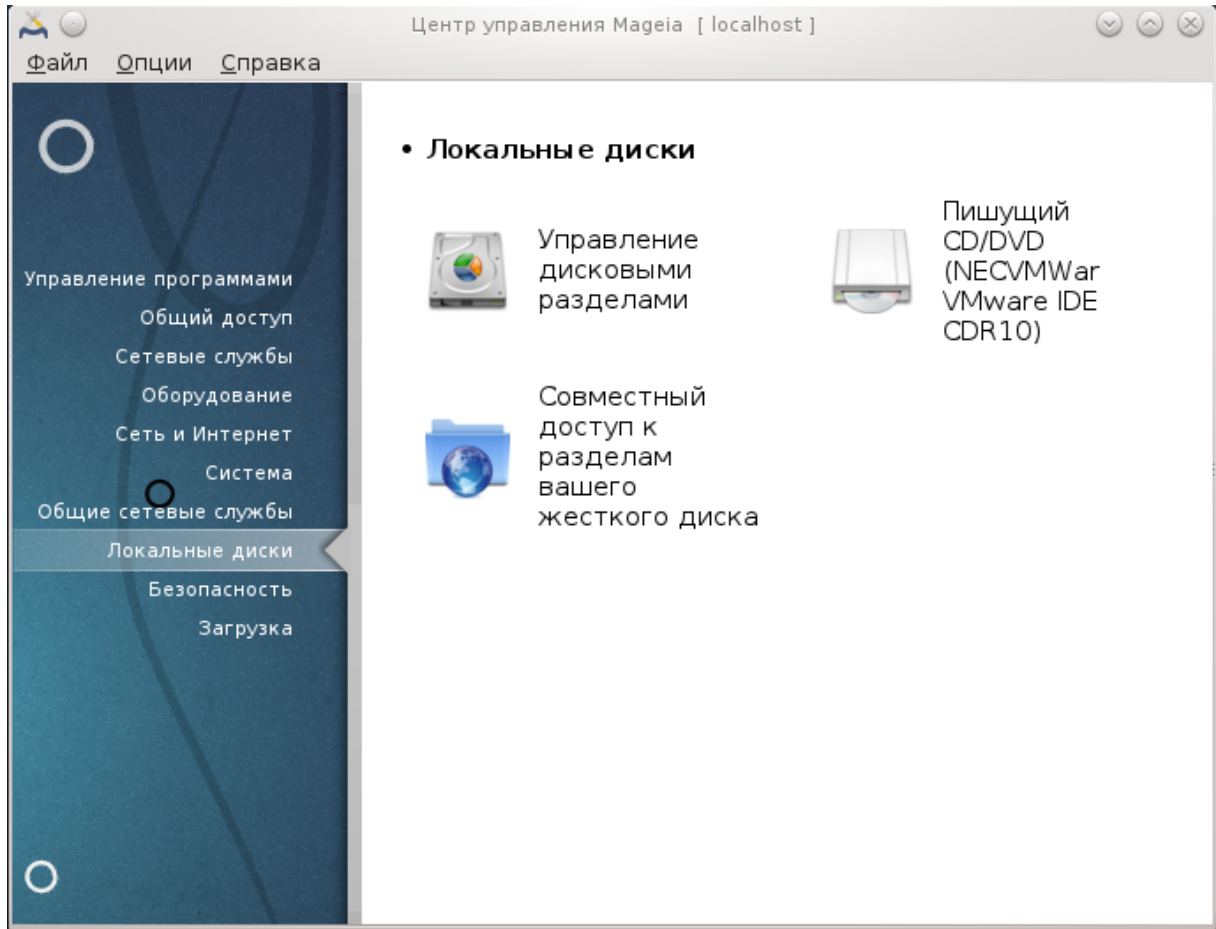 Центр управления Mageia [ localhost ]
Файл Опции Справка
Управление программами
Общий доступ
Сетевые службы
Оборудование
Сеть и Интернет
Система
Общие сетевые службы
Локальные диски
Безопасность
Загрузка
• Локальные диски
Управление
дисковыми
разделами
Пишущий
CD/DVD
(NECVMWar
VMware IDE
CDR10)
Совместный
доступ к
разделам
вашего
жесткого диска